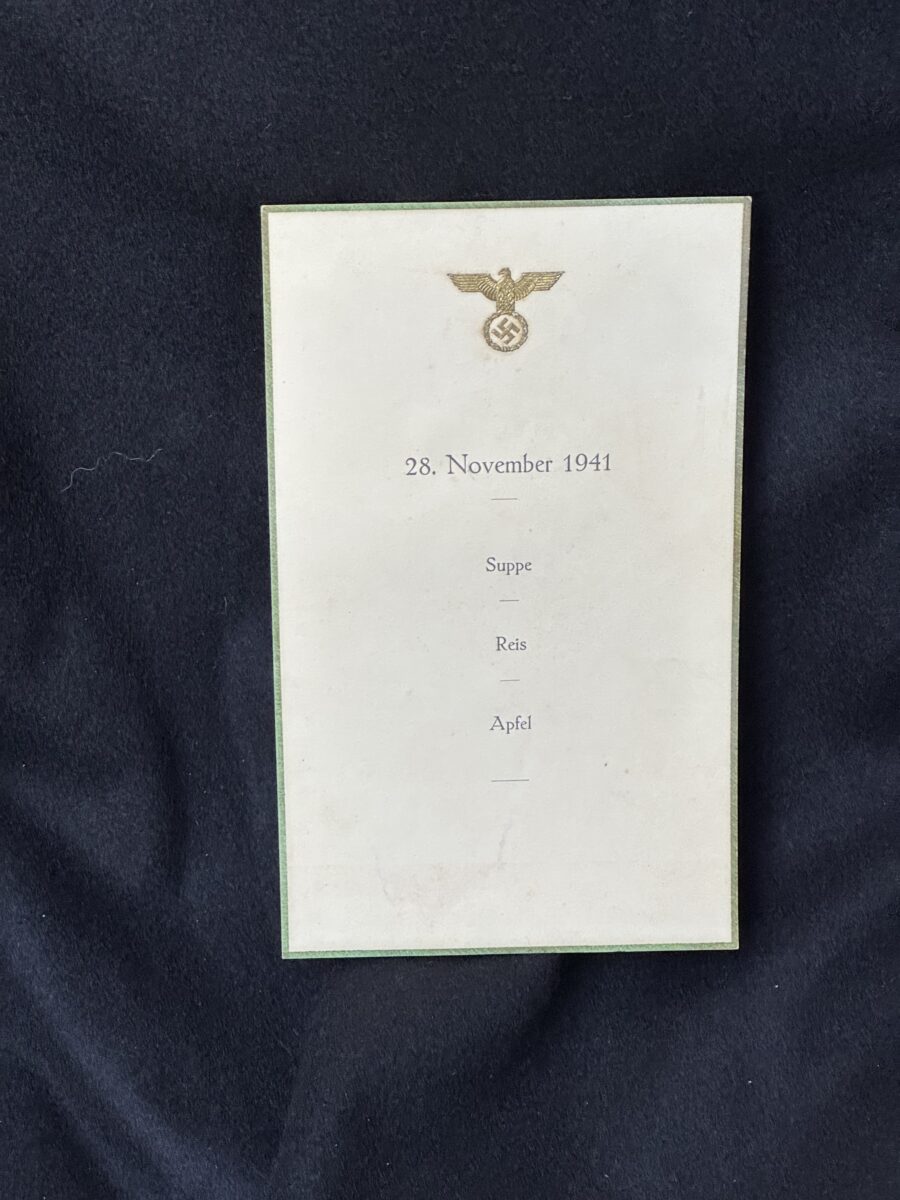 28. November 1941
Suppe
Reis
Apfel